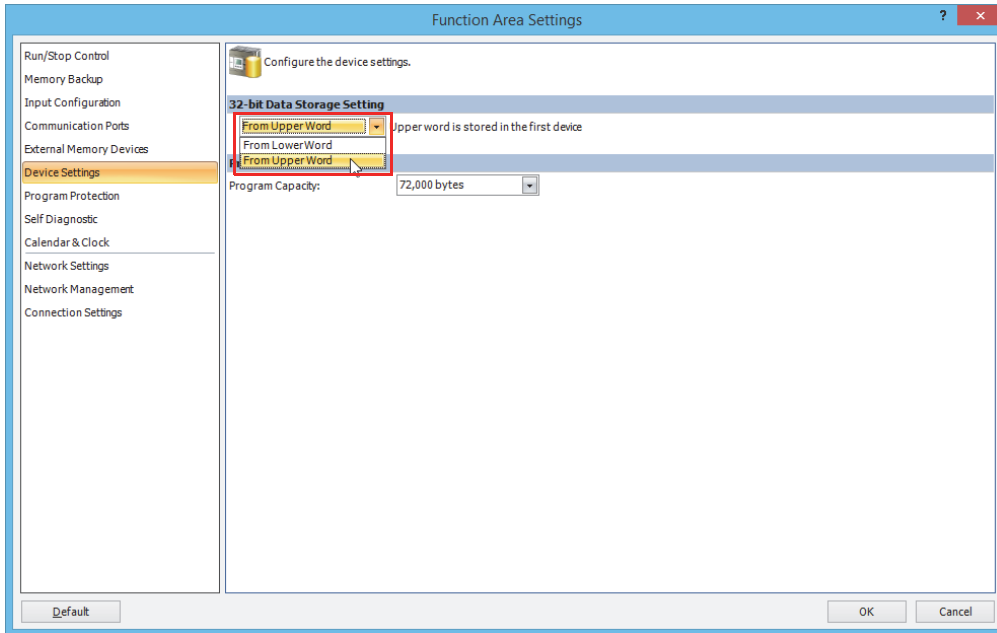 Function Area Settings
?
×
Run/Stop Control
Memory Backup
Input Configuration
Communication Ports
External Memory Devices
Device Settings
Program Protection
Self Diagnostic
Calendar & Clock
Network Settings
Network Management
Connection Settings
Configure the device settings.
32-bit Data Storage Setting
From Upper Word
Upper word is stored in the first device
From Lower Word
From Upper Word
Program Capacity:
72,000 bytes
Default
OK
Cancel